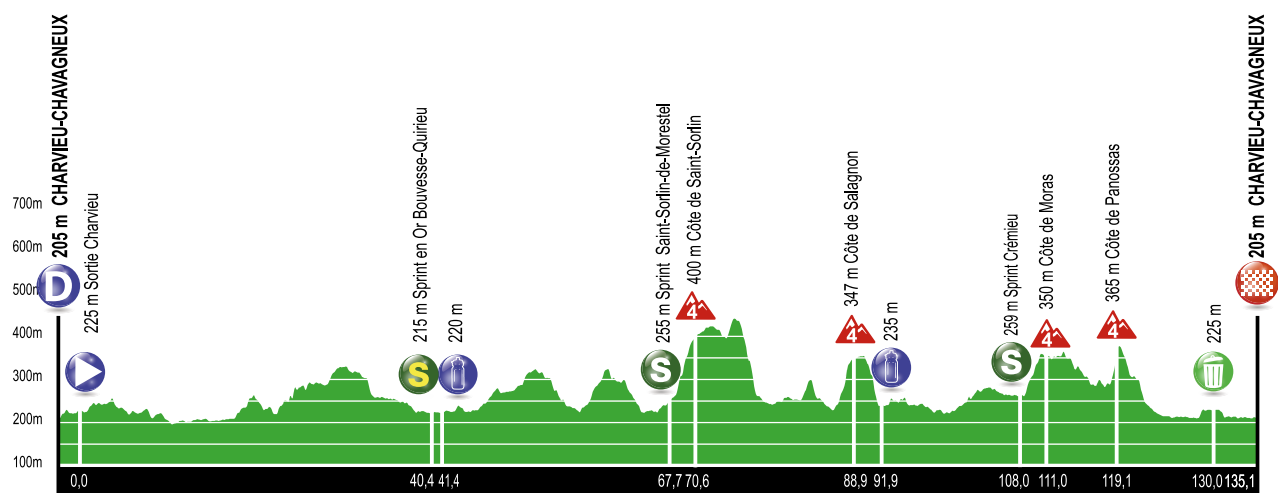 205 m CHARVIEU-CHAVAGNEUX
225 m Sortie Charvieu
215 m Sprint en Or Bouvesse-Quirieu
220 m
255 m Sprint Saint-Sorlin-de-Morestel
400 m Côte de Saint-Sorlin
347 m Côte de Salagnon
235 m
259 m Sprint Crémieu
350 m Côte de Moras
365 m Côte de Panossas
225 m
205 m CHARVIEU-CHAVAGNEUX
700m
600m
500m
400m
300m
200m
100m
D
S
S
4
4
S
4
4
0,0
40,4
41,4
67,7
70,6
88,9
91,9
108,0
111,0
119,1
130,0
135,1